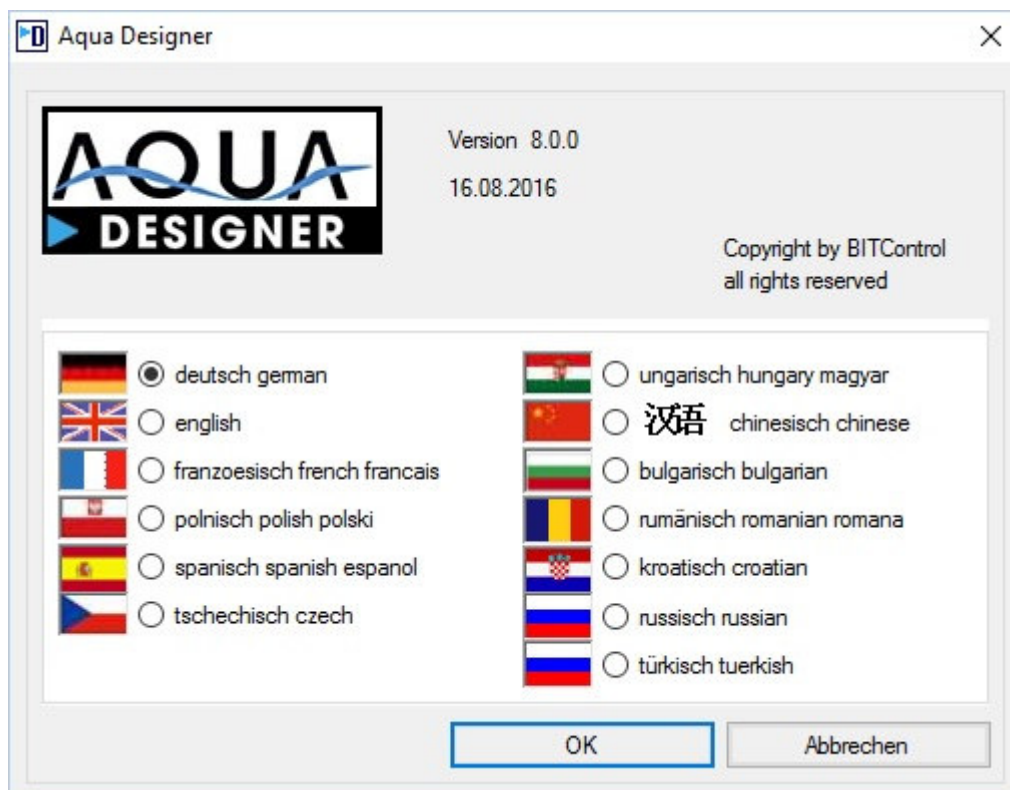 Aqua Designer
AQUA
DESIGNER
Version 8.0.0
16.08.2016
Copyright by BITControl
all rights reserved
deutsch german
english
franzoesisch french francais
polnisch polish polski
spanisch spanish espanol
tschechisch czech
ungarisch hungary magyar
汉语 chinesisch chinese
bulgarisch bulgarian
rumänisch romanian romana
kroatisch croatian
russisch russian
türkisch tuerkish
OK
Abbrechen